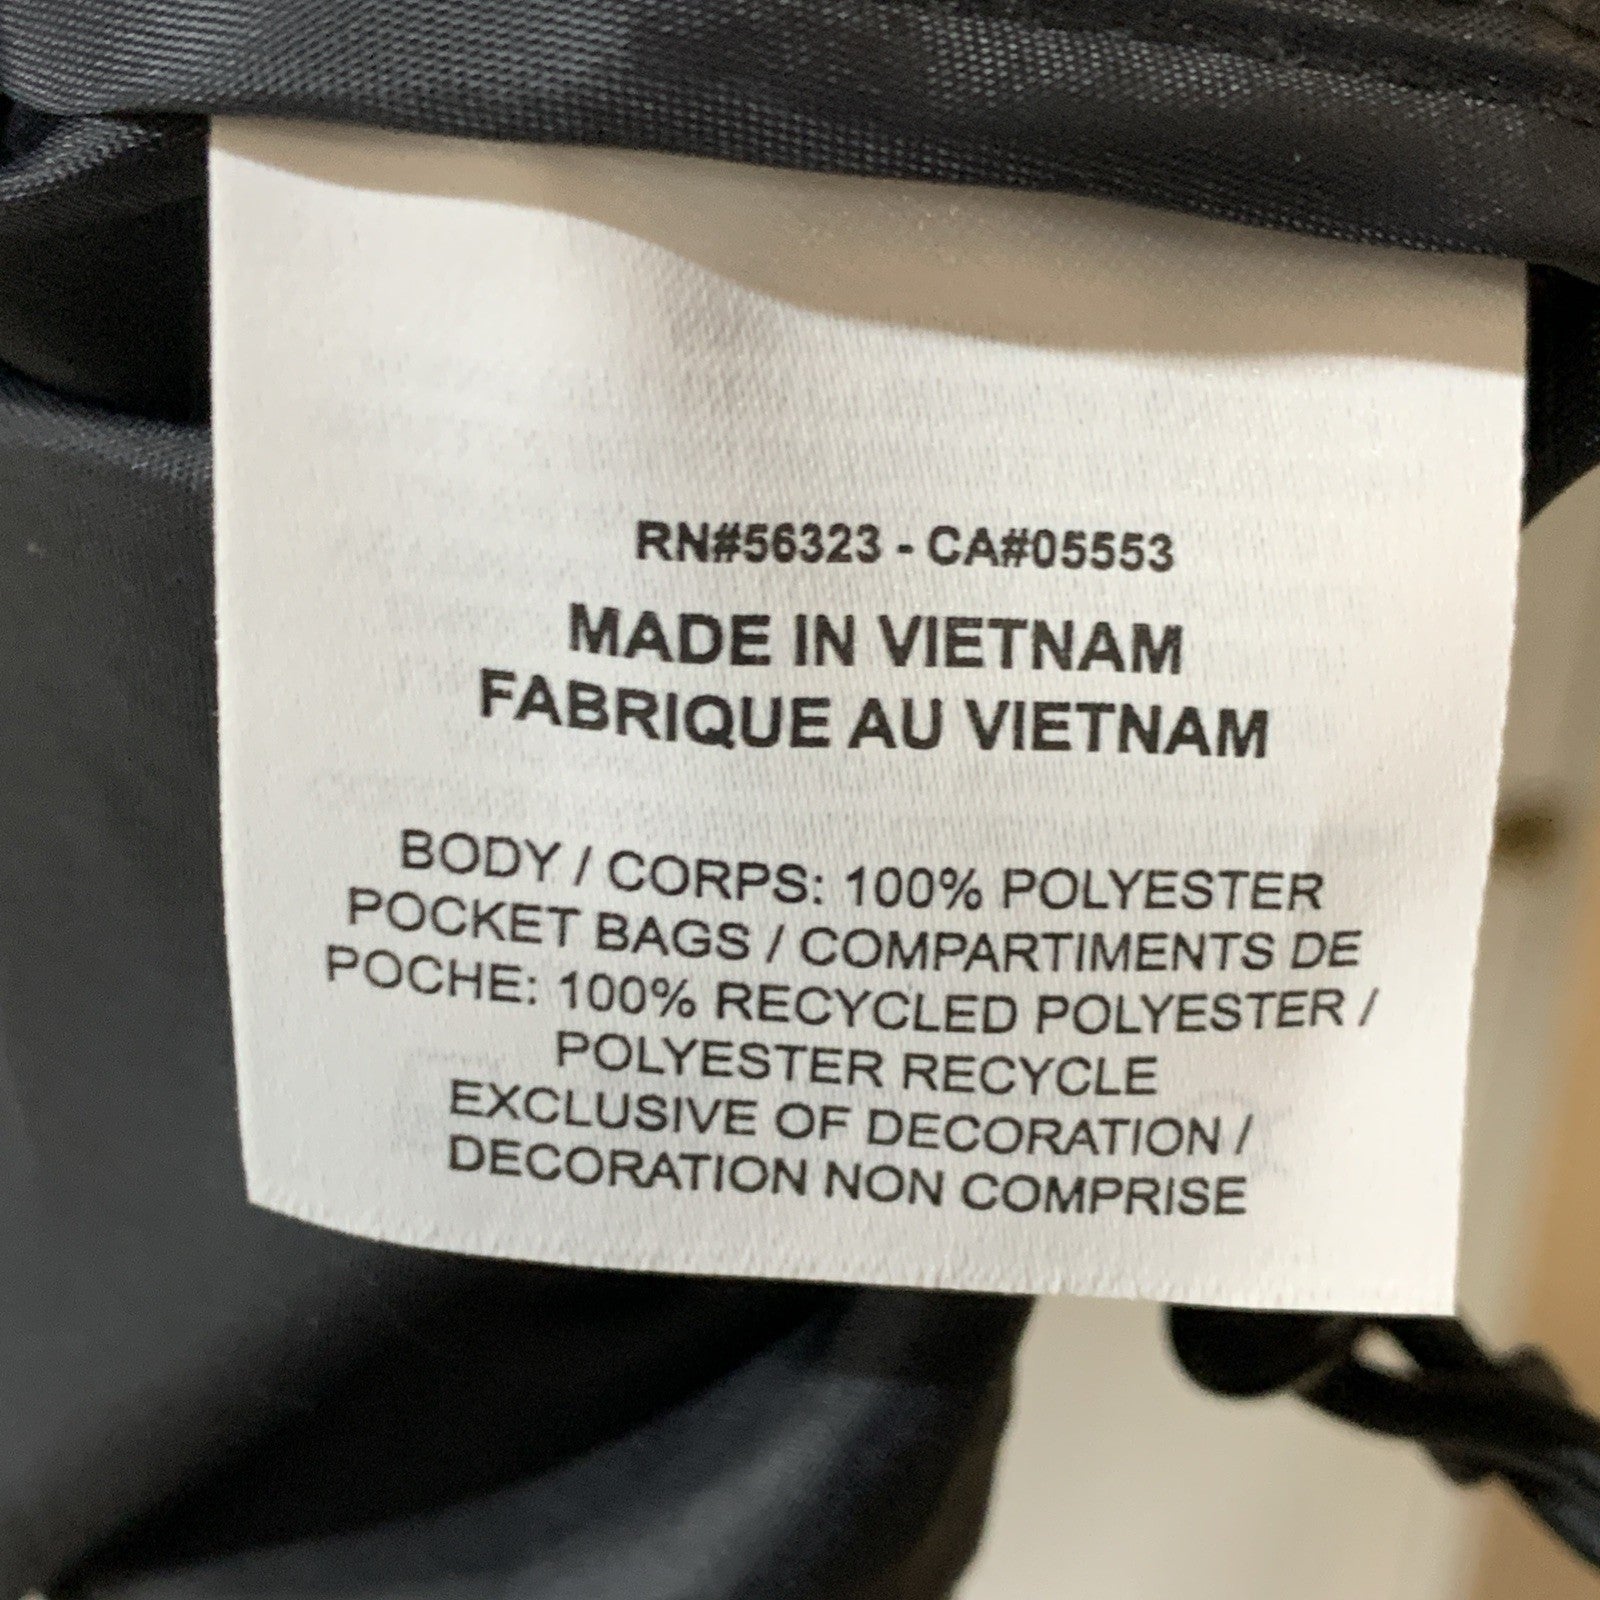 RN#56323 - CA#05553
MADE IN VIETNAM
FABRIQUE AU VIETNAM
BODY / CORPS: 100% POLYESTER
POCKET BAGS / COMPARTIMENTS DE
POCHE: 100% RECYCLED POLYESTER /
POLYESTER RECYCLE
EXCLUSIVE OF DECORATION /
DECORATION NON COMPRISE